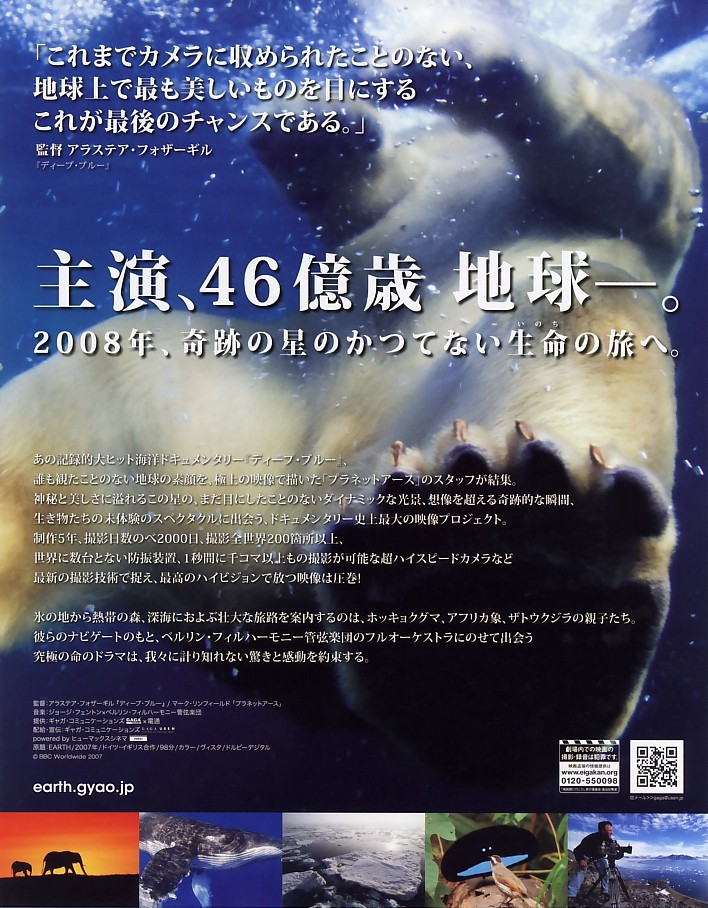 「これまでカメラに収められたことのない、
地球上で最も美しいものを目にする
これが最後のチャンスである。」
監督 アラステア・フォザーギル
『ディープ・ブルー』
主演、46億歳 地球―。
いのち
2008年、奇跡の星のかつてない生命の旅へ。
あの記録的大ヒット海洋ドキュメンタリー『ディープ・ブルー』、
誰も観たことのない地球の素顔を、極上の映像で描いた「プラネットアース」のスタッフが結集。
神秘と美しさに溢れるこの星の、まだ目にしたことのないダイナミックな光景、想像を超える奇跡的な瞬間、
生き物たちの未体験のスペクタクルに出会う、ドキュメンタリー史上最大の映像プロジェクト。
制作5年、撮影日数のべ2000日、撮影全世界200箇所以上、
世界に数台とない防振装置、1秒間に千コマ以上もの撮影が可能な超ハイスピードカメラなど
最新の撮影技術で捉え、最高のハイビジョンで放つ映像は圧巻!
氷の地から熱帯の森、深海におよぶ壮大な旅路を案内するのは、ホッキョクグマ、アフリカ象、ザトウクジラの親子たち。
彼らのナビゲートのもと、ベルリン・フィルハーモニー管弦楽団のフルオーケストラにのせて出会う
究極の命のドラマは、我々に計り知れない驚きと感動を約束する。
監督:アラステア・フォザーギル『ディープ・ブルー』/ マーク・リンフィールド「プラネットアース」
音楽:ジョージ・フェントン×ベルリン・フィルハーモニー管弦楽団
提供:ギャガ・コミュニケーションズ GAGA × 電通
配給・宣伝:ギャガ・コミュニケーションズ GAGA USEN
powered by ヒューマックスシネマ
原題:EARTH/2007年/ドイツ・イギリス合作/98分/カラー/ヴィスタ/ドルビーデジタル
© BBC Worldwide 2007
earth.gyao.jp
劇場内での映画の
撮影・録音は犯罪です
映画盗撮の情報提供は
www.eigakan.org
0120-550098
空メール>>gaga@usen.jp